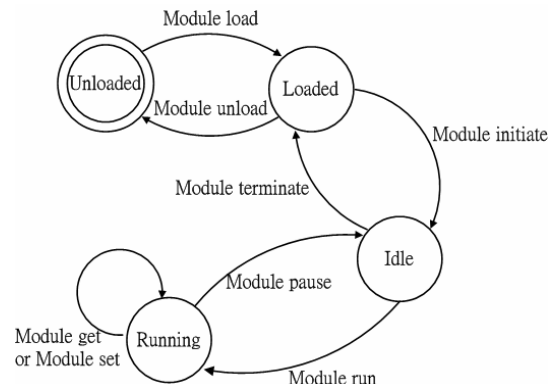 Module load
Unloaded
Loaded
Module unload
Module initiate
Module terminate
Idle
Module pause
Module get
or Module set
Running
Module run